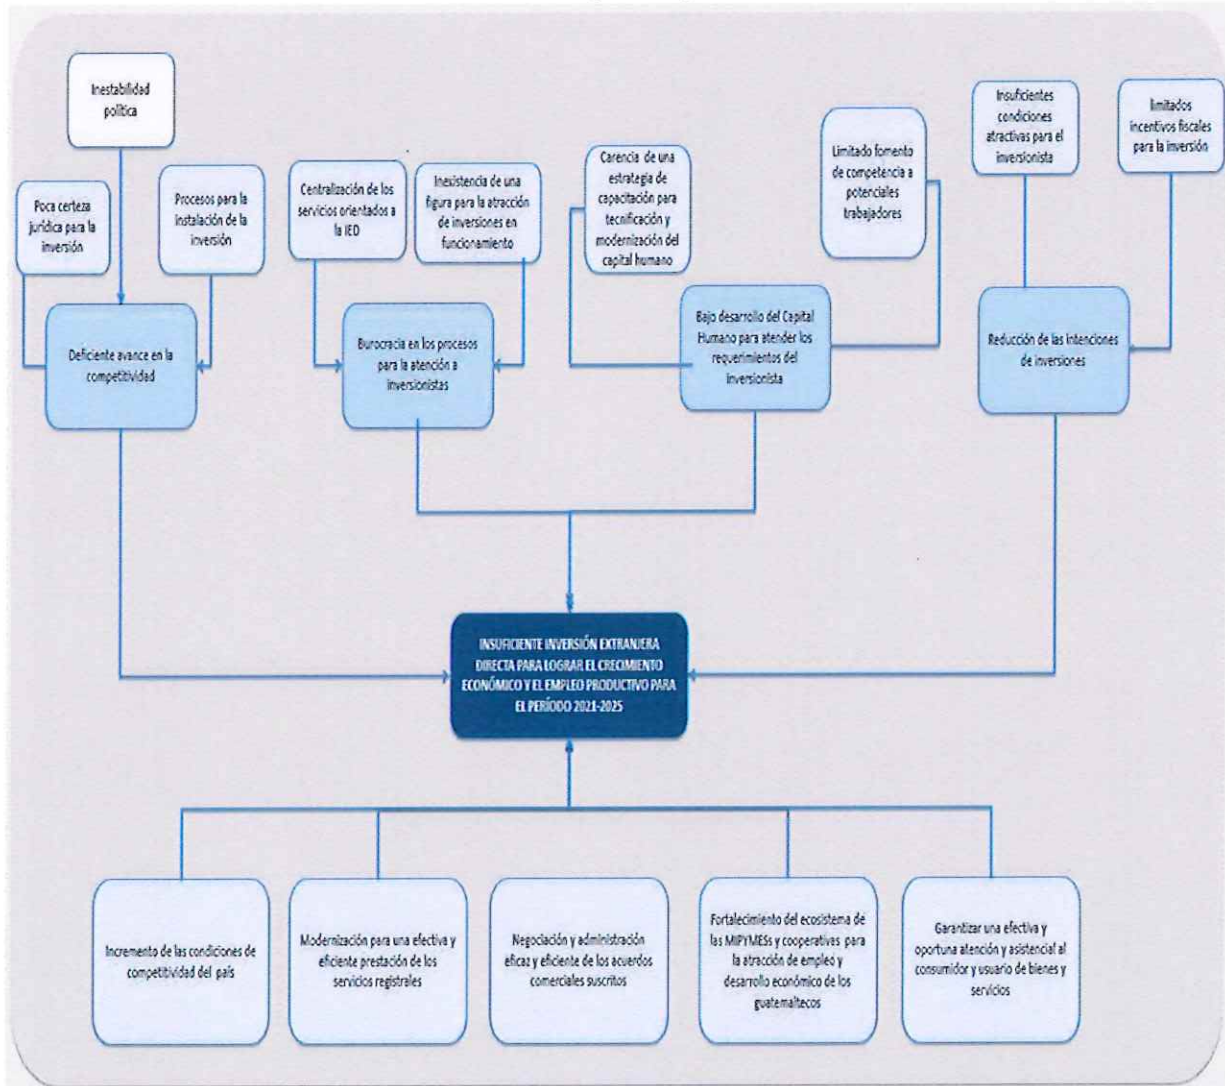 Inestabilidad
política
Insuficientes
condiciones
atractivas para el
inversionista
limitados
incentivos fiscales
para la inversión
Poca certeza
jurídica para la
inversión
Procesos para la
instalación de la
inversión
Centralización de los
servicios orientados a
la IED
Inexistencia de una
figura para la atracción
de inversiones en
funcionamiento
Carencia de una
estrategia de
capacitación para
tecnificación y
modernización del
capital humano
Limitado fomento
de competencia a
potenciales
trabajadores
Deficiente avance en la
competitividad
Burocracia en los procesos
para la atención a
inversionistas
Bajo desarrollo del Capital
Humano para atender los
requerimientos del
inversionista
Reducción de las intenciones
de inversiones
INSUFICIENTE INVERSIÓN EXTRANJERA
DIRECTA PARA LOGRAR EL CRECIMIENTO
ECONÓMICO Y EL EMPLEO PRODUCTIVO PARA
EL PERÍODO 2021-2025
Incremento de las condiciones de
competitividad del país
Modernización para una efectiva y
eficiente prestación de los
servicios registrales
Negociación y administración
eficaz y eficiente de los acuerdos
comerciales suscritos
Fortalecimiento del ecosistema de
las MIPYMESs y cooperativas para
la atracción de empleo y
desarrollo económico de los
guatemaltecos
Garantizar una efectiva y
oportuna atención y asistencial al
consumidor y usuario de bienes y
servicios